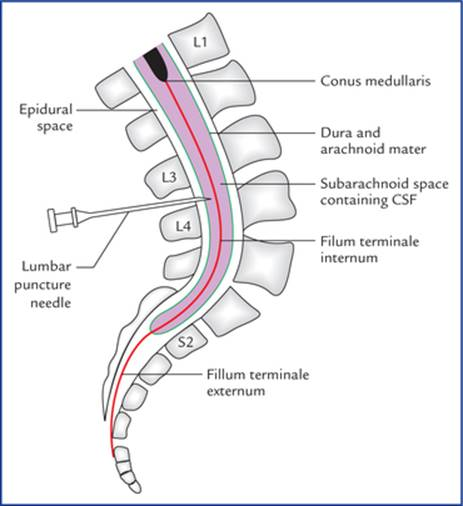 L1
Conus medullaris
Epidural
space
Dura and
arachnoid mater
L3
Subarachnoid space
containing CSF
L4
Filum terminale
internum
Lumbar
puncture
needle
S2
Fillum terminale
externum